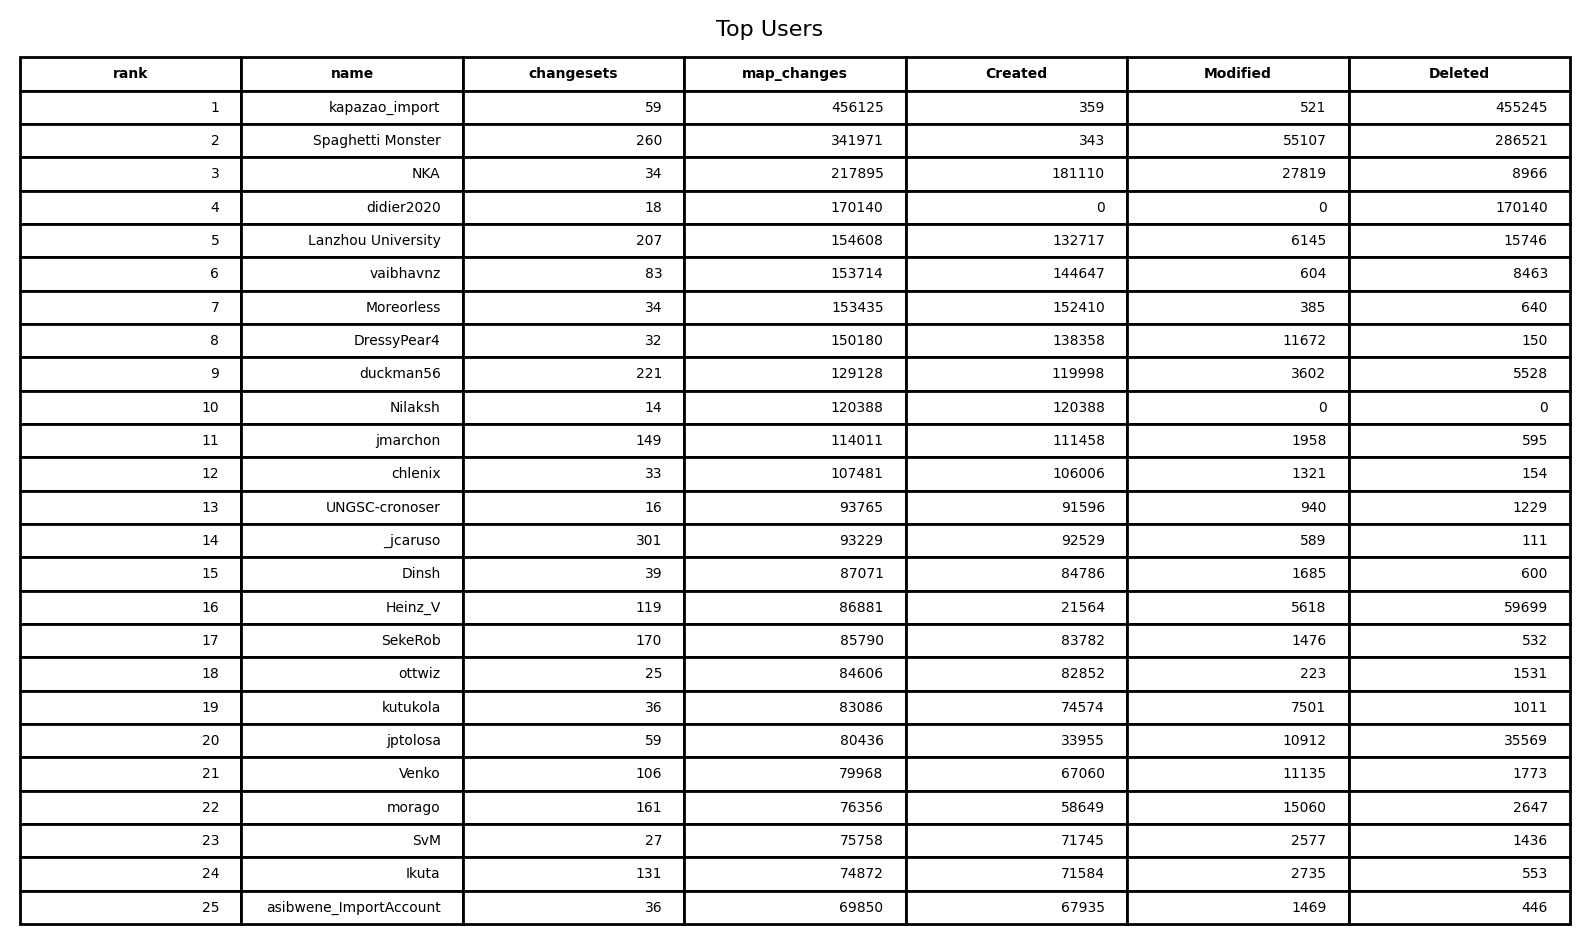 Top Users
rank name changesets map_changes Created Modified Deleted
1 kapazao_import 59 456125 359 521 455245
2 Spaghetti Monster 260 341971 343 55107 286521
3 NKA 34 217895 181110 27819 8966
4 didier2020 18 170140 0 0 170140
5 Lanzhou University 207 154608 132717 6145 15746
6 vaibhavnz 83 153714 144647 604 8463
7 Moreorless 34 153435 152410 385 640
8 DressyPear4 32 150180 138358 11672 150
9 duckman56 221 129128 119998 3602 5528
10 Nilaksh 14 120388 120388 0 0
11 jmarchon 149 114011 111458 1958 595
12 chlenix 33 107481 106006 1321 154
13 UNGSC-cronoser 16 93765 91596 940 1229
14 _jcaruso 301 93229 92529 589 111
15 Dinsh 39 87071 84786 1685 600
16 Heinz_V 119 86881 21564 5618 59699
17 SekeRob 170 85790 83782 1476 532
18 ottwiz 25 84606 82852 223 1531
19 kutukola 36 83086 74574 7501 1011
20 jptolosa 59 80436 33955 10912 35569
21 Venko 106 79968 67060 11135 1773
22 morago 161 76356 58649 15060 2647
23 SvM 27 75758 71745 2577 1436
24 Ikuta 131 74872 71584 2735 553
25 asibwene_ImportAccount 36 69850 67935 1469 446